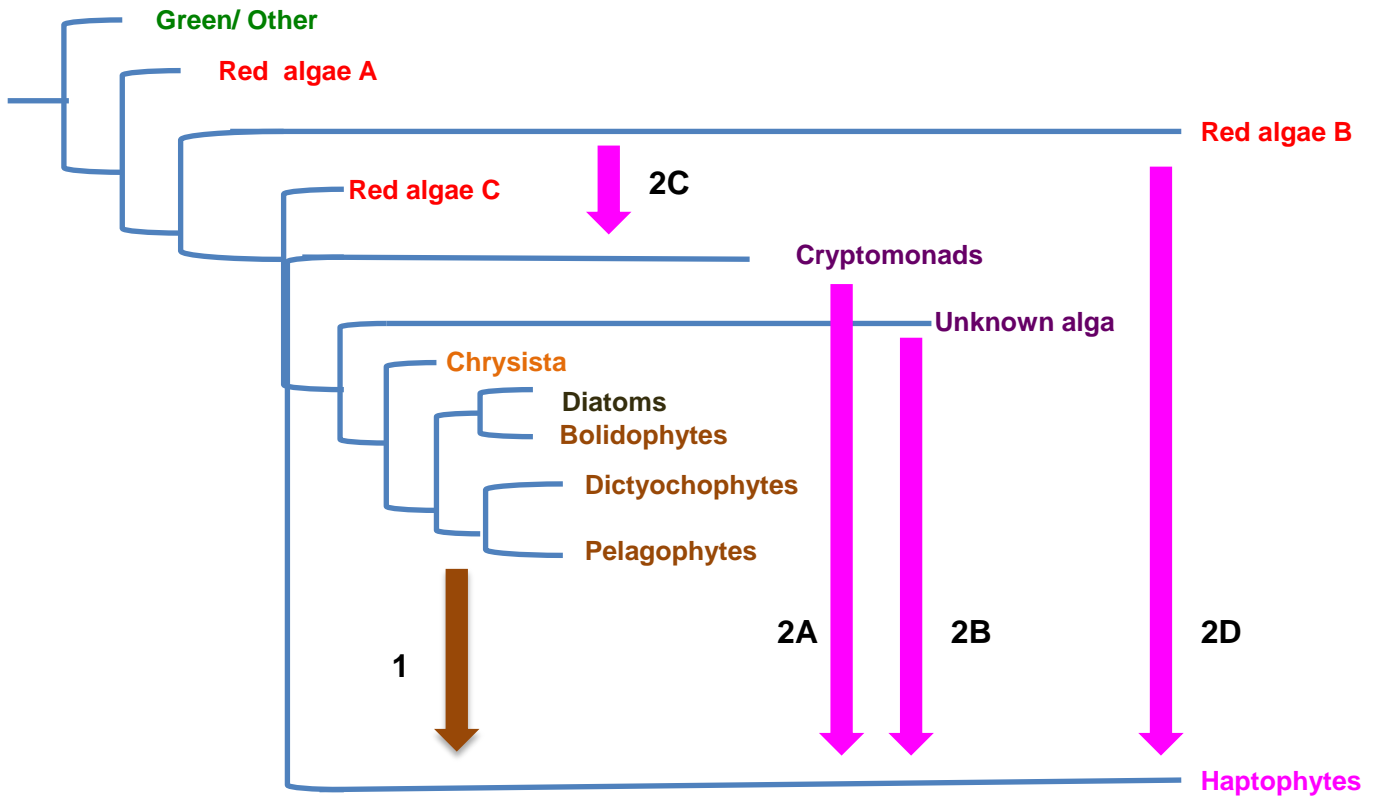 Green/ Other
Red algae A
Red algae B
2C
Red algae C
Cryptomonads
Unknown alga
Chrysista
Diatoms
Bolidophytes
Dictyochophytes
Pelagophytes
1
2A
2B
2D
Haptophytes